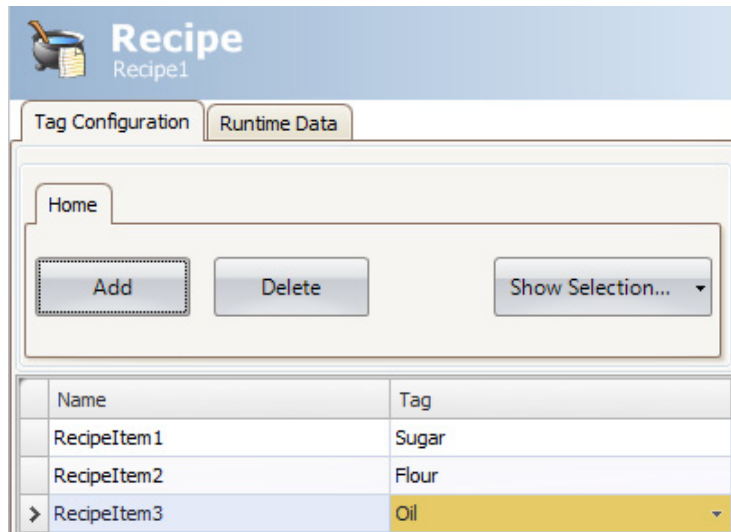 Recipe
Recipe1
Tag Configuration Runtime Data
Home
Add Delete Show Selection...
Name Tag
RecipeItem1 Sugar
RecipeItem2 Flour
RecipeItem3 Oil